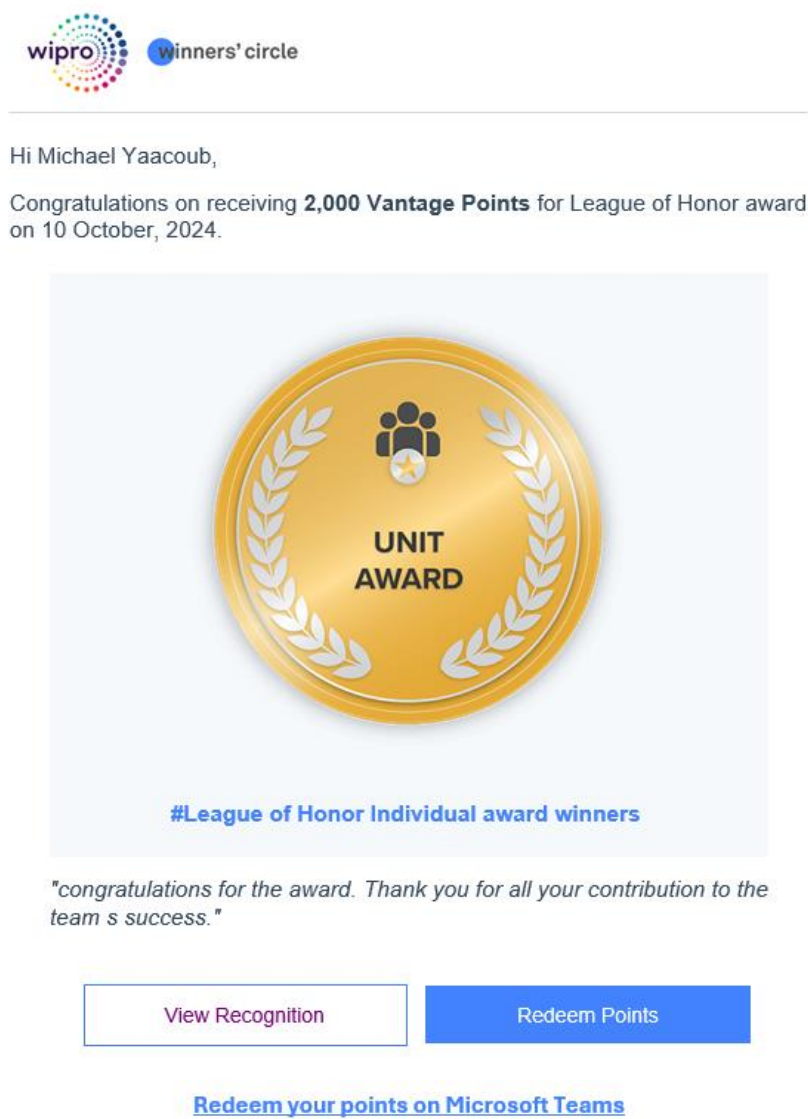 wipro
winners' circle
Hi Michael Yaacoub,
Congratulations on receiving 2,000 Vantage Points for League of Honor award
on 10 October, 2024.
UNIT
AWARD
#League of Honor Individual award winners
"congratulations for the award. Thank you for all your contribution to the
team s success."
View Recognition
Redeem Points
Redeem your points on Microsoft Teams